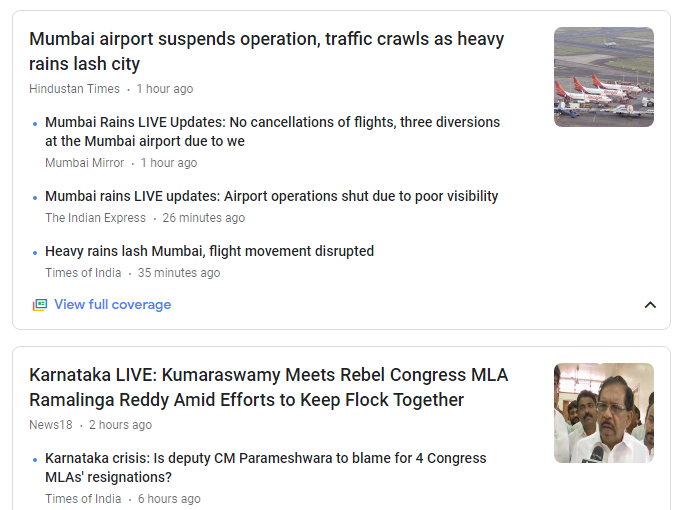 Mumbai airport suspends operation, traffic crawls as heavy
rains lash city
Hindustan Times · 1 hour ago
Mumbai Rains LIVE Updates: No cancellations of flights, three diversions
at the Mumbai airport due to we
Mumbai Mirror · 1 hour ago
Mumbai rains LIVE updates: Airport operations shut due to poor visibility
The Indian Express · 26 minutes ago
Heavy rains lash Mumbai, flight movement disrupted
Times of India · 35 minutes ago
View full coverage
Karnataka LIVE: Kumaraswamy Meets Rebel Congress MLA
Ramalinga Reddy Amid Efforts to Keep Flock Together
News18 · 2 hours ago
Karnataka crisis: Is deputy CM Parameshwara to blame for 4 Congress
MLAs' resignations?
Times of India · 6 hours ago